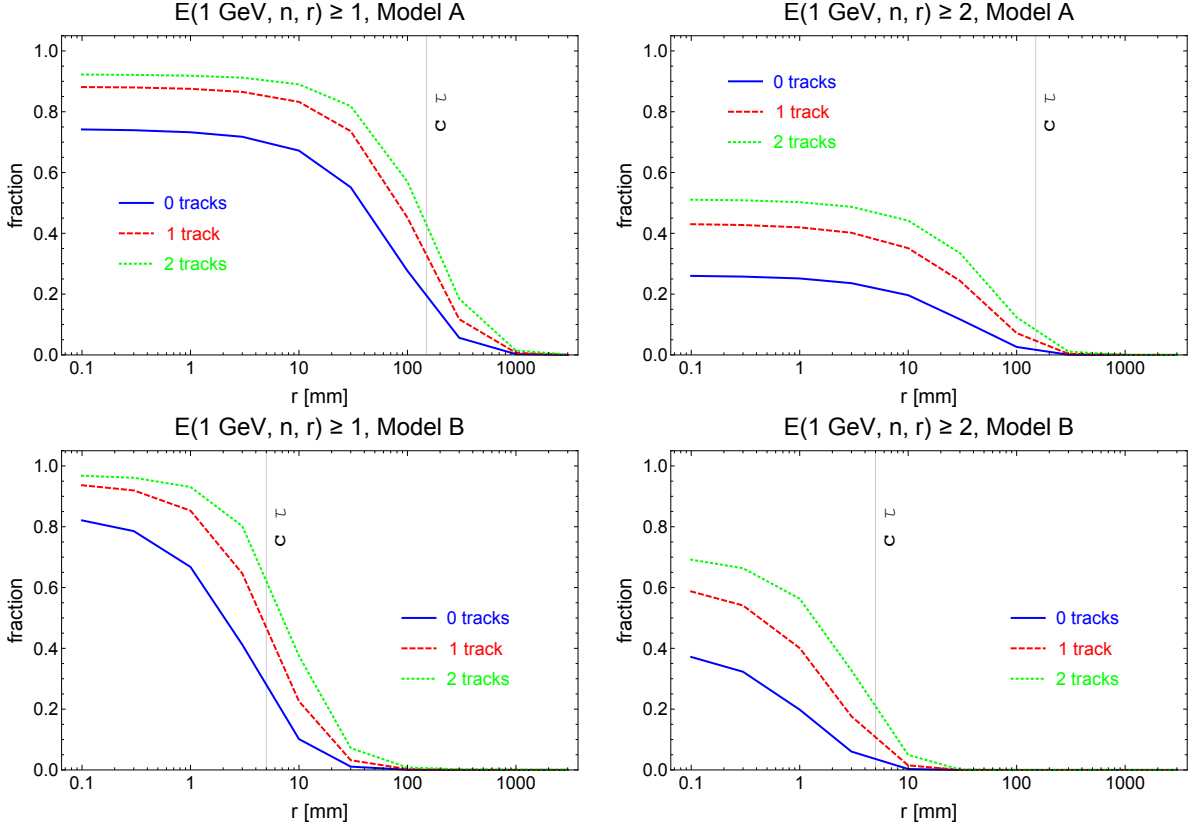 E(1 GeV, n, r) ≥ 1, Model A
1.0
0.8
0.6
0.4
0.2
0.0
fraction
0 tracks
1 track
2 tracks
c τ
0.1 1 10 100 1000
r [mm]
E(1 GeV, n, r) ≥ 2, Model A
1.0
0.8
0.6
0.4
0.2
0.0
fraction
0 tracks
1 track
2 tracks
c τ
0.1 1 10 100 1000
r [mm]
E(1 GeV, n, r) ≥ 1, Model B
1.0
0.8
0.6
0.4
0.2
0.0
fraction
c τ
0 tracks
1 track
2 tracks
0.1 1 10 100 1000
r [mm]
E(1 GeV, n, r) ≥ 2, Model B
1.0
0.8
0.6
0.4
0.2
0.0
fraction
c τ
0 tracks
1 track
2 tracks
0.1 1 10 100 1000
r [mm]